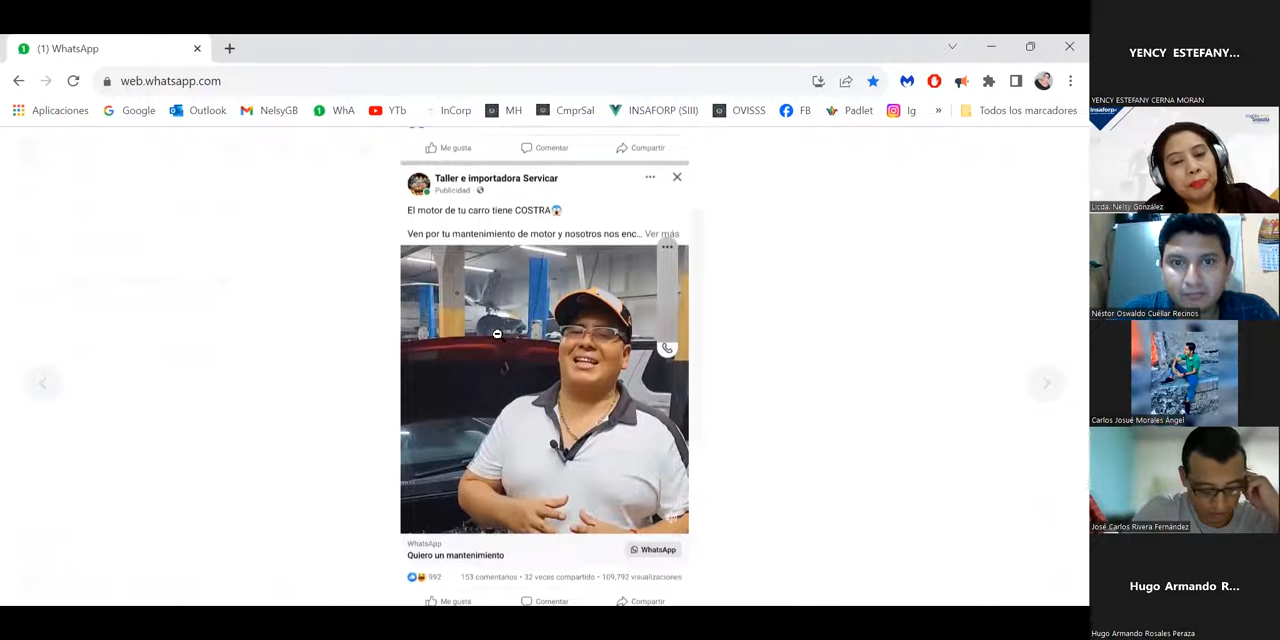 (1) WhatsApp
web.whatsapp.com
Aplicaciones
Google
Outlook
NelsyGB
WhA
YTb
InCorp
MH
CmprSal
INSAFORP (SIII)
OVISSS
FB
Padlet
Ig
»
Todos los marcadores
Me gusta
Comentar
Compartir
Taller e importadora Servicar
Publicidad
El motor de tu carro tiene COSTRA😱
Ven por tu mantenimiento de motor y nosotros nos enc... Ver más
WhatsApp
Quiero un mantenimiento
WhatsApp
992
153 comentarios • 32 veces compartido • 109,792 visualizaciones
Me gusta
Comentar
Compartir
YENCY ESTEFANY...
YENCY ESTEFANY CERNA MORAN
Insaforp
Licda. Nelsy González
Néstor Oswaldo Cuéllar Recinos
Carlos Josué Morales Ángel
José Carlos Rivera Fernández
Hugo Armando R...
Hugo Armando Rosales Peraza